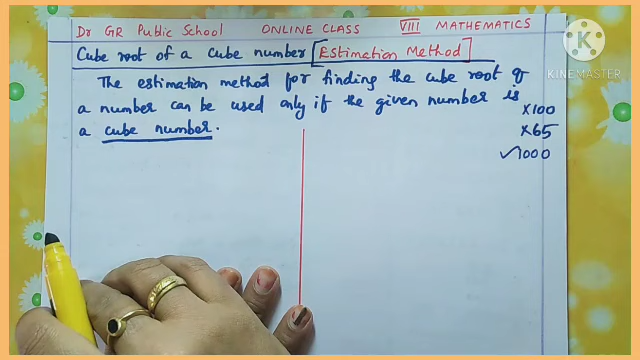 Dr GR Public School ONLINE CLASS VIII MATHEMATICS
Cube root of a cube number [Estimation Method]
The estimation method for finding the cube root of
a number can be used only if the given number is
a cube number.
×100
×65
✓1000
KINEMASTER